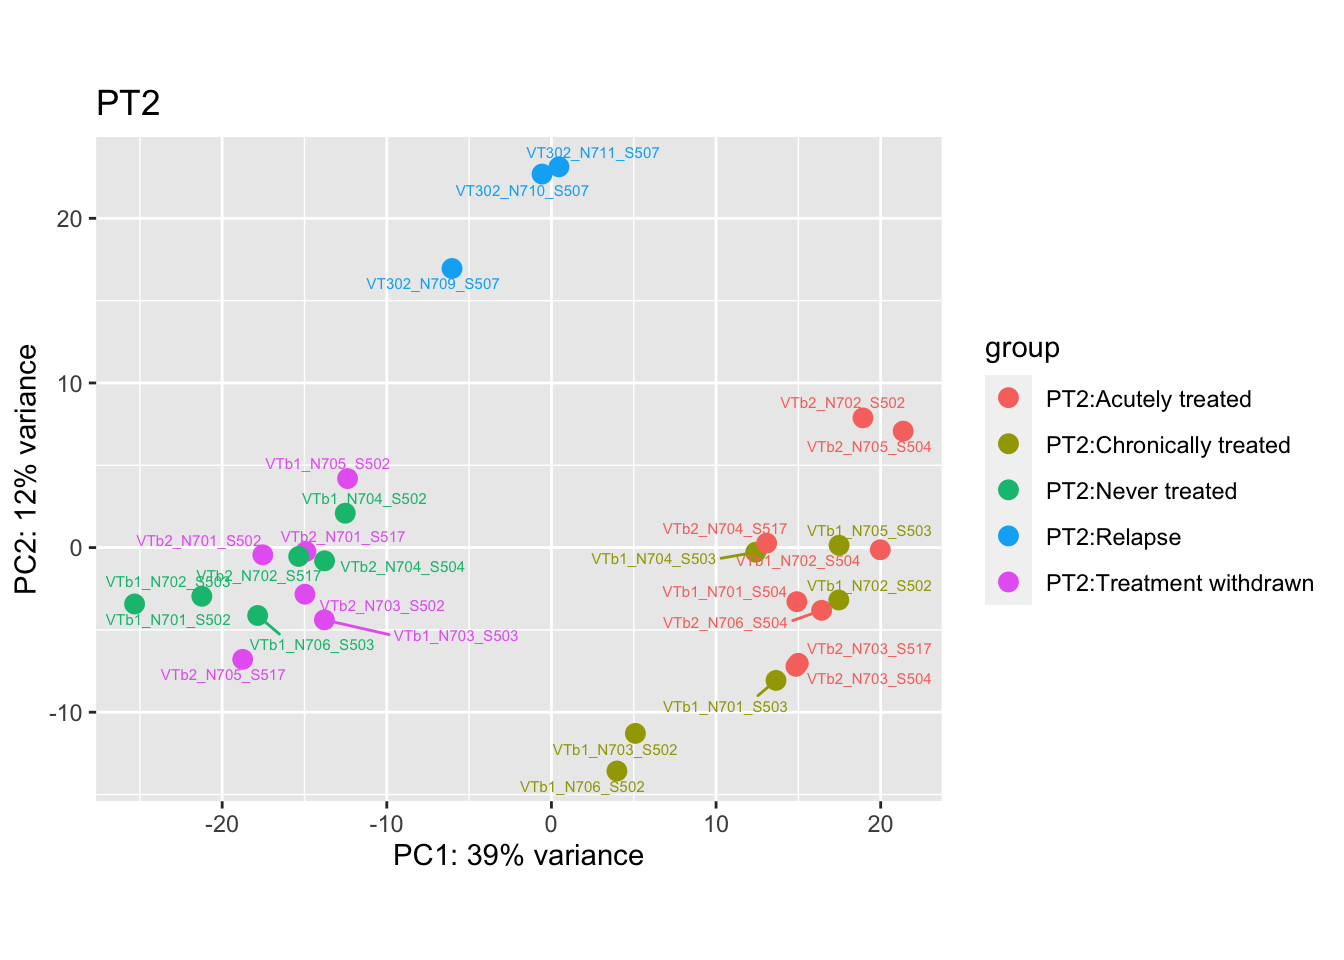 PT2
VT302_N711_S507
VT302_N710_S507
20
VT302_N709_S507
10
VTb2_N702_S502
VTb2_N705_S504
VTb1_N705_S502
VTb1_N704_S502
VTb2_N704_S517
VTb1_N705_S503
VTb2_N701_S502
VTb2_N701_S517
0
VTb1_N704_S503
VTb1_N702_S504
VTb2_N704_S504
VTb2_N702_S517
VTb1_N702_S503
VTb1_N702_S502
VTb1_N701_S504
VTb2_N703_S502
VTb1_N701_S502
VTb2_N706_S504
VTb1_N703_S503
VTb1_N706_S503
VTb2_N703_S517
VTb2_N705_S517
VTb2_N703_S504
VTb1_N701_S503
-10
VTb1_N703_S502
VTb1_N706_S502
-20
-10
0
10
20
PC1: 39% variance
PC2: 12% variance
group
PT2:Acutely treated
PT2:Chronically treated
PT2:Never treated
PT2:Relapse
PT2:Treatment withdrawn